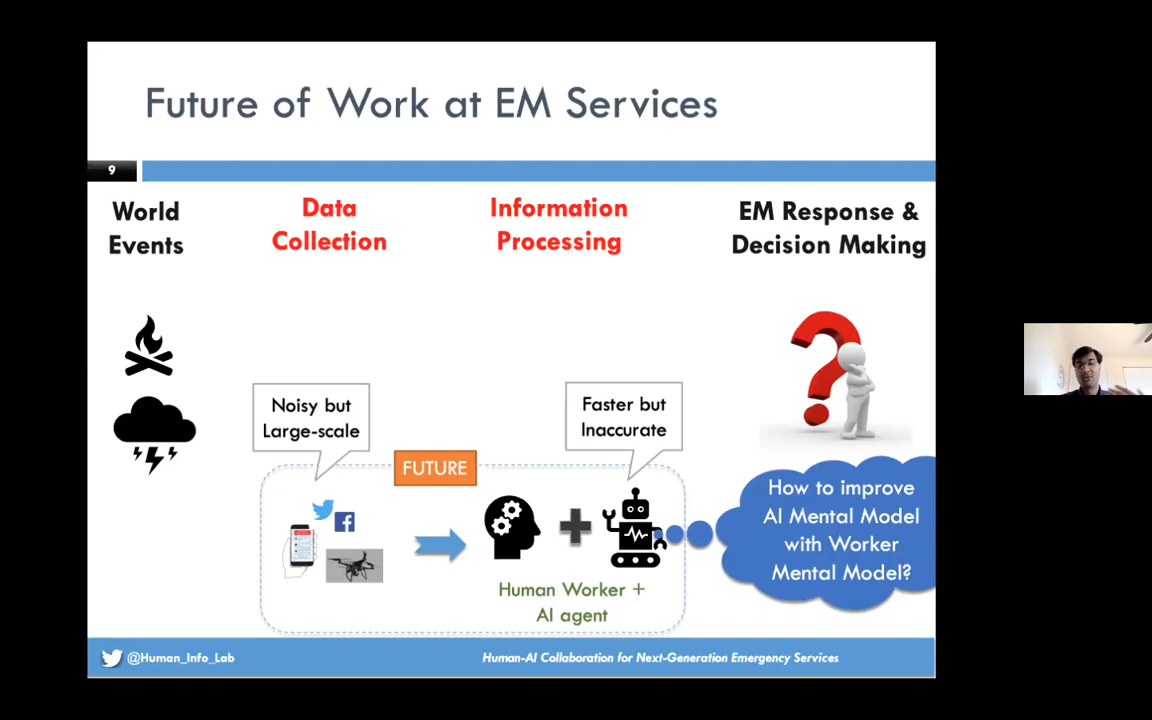 Future of Work at EM Services
9
World
Events
Data
Collection
Information
Processing
EM Response &
Decision Making
Noisy but
Large-scale
Faster but
Inaccurate
FUTURE
Human Worker +
AI agent
How to improve
AI Mental Model
with Worker
Mental Model?
@Human_Info_Lab
Human-AI Collaboration for Next-Generation Emergency Services